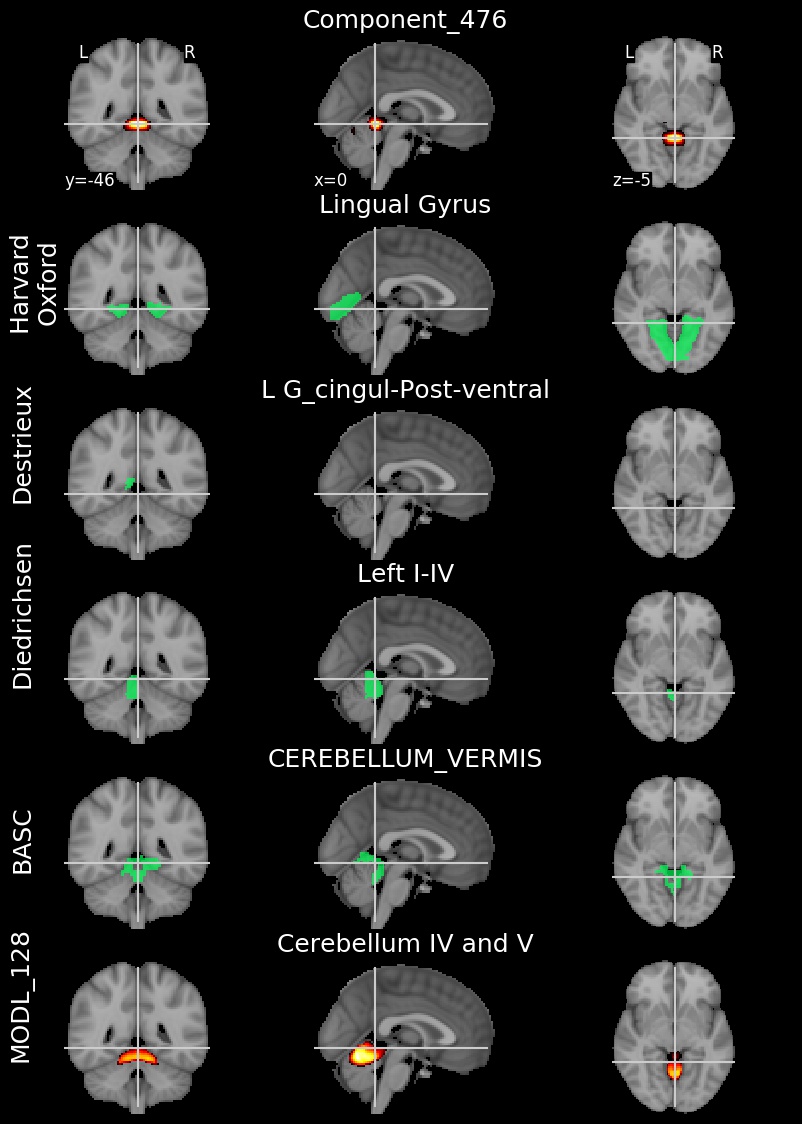 Component_476
L R
L R
y=-46
x=0
z=-5
Lingual Gyrus
Harvard
Oxford
L G_cingul-Post-ventral
Destrieux
Left I-IV
Diedrichsen
CEREBELLUM_VERMIS
BASC
Cerebellum IV and V
MODL_128